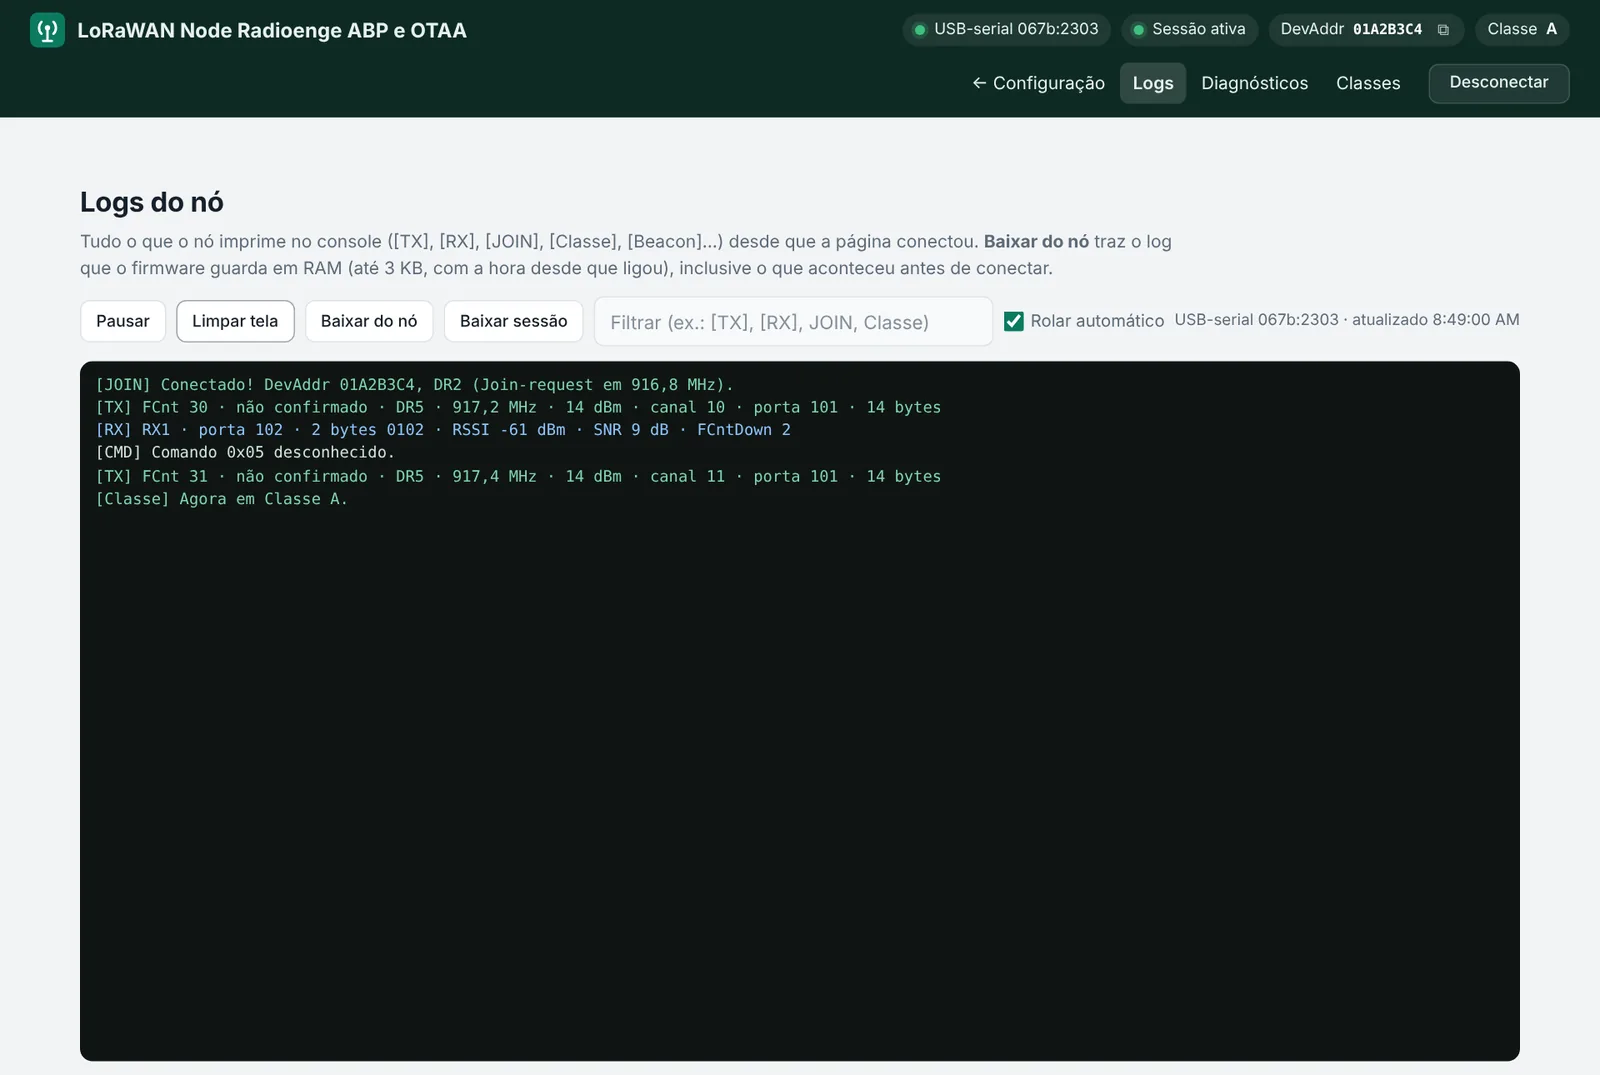 LoRaWAN Node Radioenge ABP e OTAA
USB-serial 067b:2303
Sessão ativa
DevAddr 01A2B3C4
Classe A
← Configuração
Logs
Diagnósticos
Classes
Desconectar
Logs do nó
Tudo o que o nó imprime no console ([TX], [RX], [JOIN], [Classe], [Beacon]...) desde que a página conectou. Baixar do nó traz o log
que o firmware guarda em RAM (até 3 KB, com a hora desde que ligou), inclusive o que aconteceu antes de conectar.
Pausar
Limpar tela
Baixar do nó
Baixar sessão
Filtrar (ex.: [TX], [RX], JOIN, Classe)
Rolar automático
USB-serial 067b:2303 · atualizado 8:49:00 AM
[JOIN] Conectado! DevAddr 01A2B3C4, DR2 (Join-request em 916,8 MHz).
[TX] FCnt 30 · não confirmado · DR5 · 917,2 MHz · 14 dBm · canal 10 · porta 101 · 14 bytes
[RX] RX1 · porta 102 · 2 bytes 0102 · RSSI -61 dBm · SNR 9 dB · FCntDown 2
[CMD] Comando 0x05 desconhecido.
[TX] FCnt 31 · não confirmado · DR5 · 917,4 MHz · 14 dBm · canal 11 · porta 101 · 14 bytes
[Classe] Agora em Classe A.